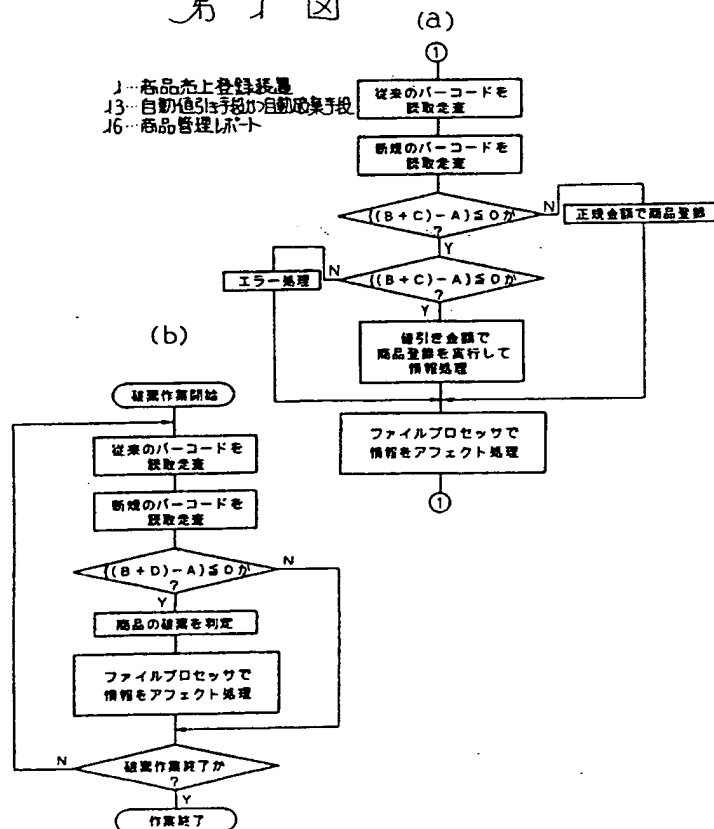 第1図
1…商品売上登録装置
13…自動値引き手段かつ自動収集手段
16…商品管理レポート
(a)
①
従来のバーコードを
読取走査
新規のバーコードを
読取走査
((B+C)-A)≦0か
?
N
正規金額で商品登録
Y
((B+C)-A)≦0か
?
N
エラー処理
Y
値引き金額で
商品登録を実行して
情報処理
ファイルプロセッサで
情報をアフェクト処理
①
(b)
破棄作業開始
従来のバーコードを
読取走査
新規のバーコードを
読取走査
((B+D)-A)≦0か
?
N
Y
商品の破棄を判定
ファイルプロセッサで
情報をアフェクト処理
破棄作業終了か
?
N
Y
作業終了